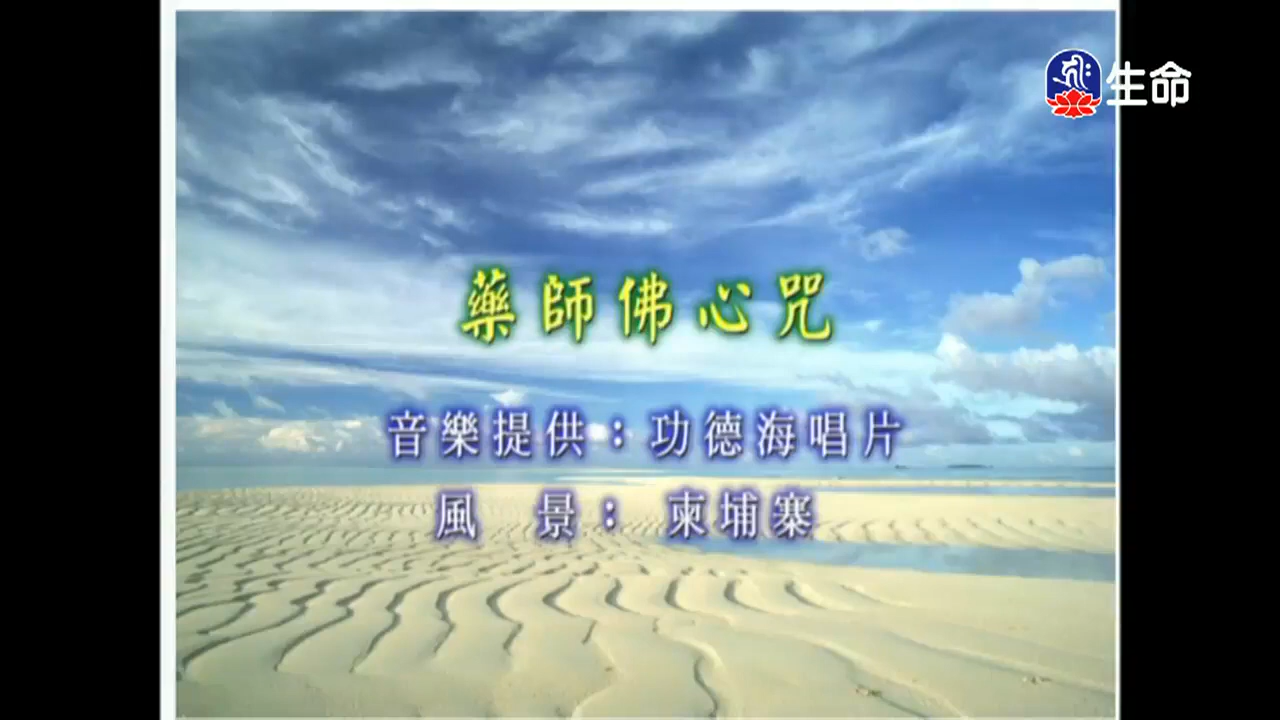 生命
藥師佛心咒
音樂提供：功德海唱片
風 景： 柬埔寨